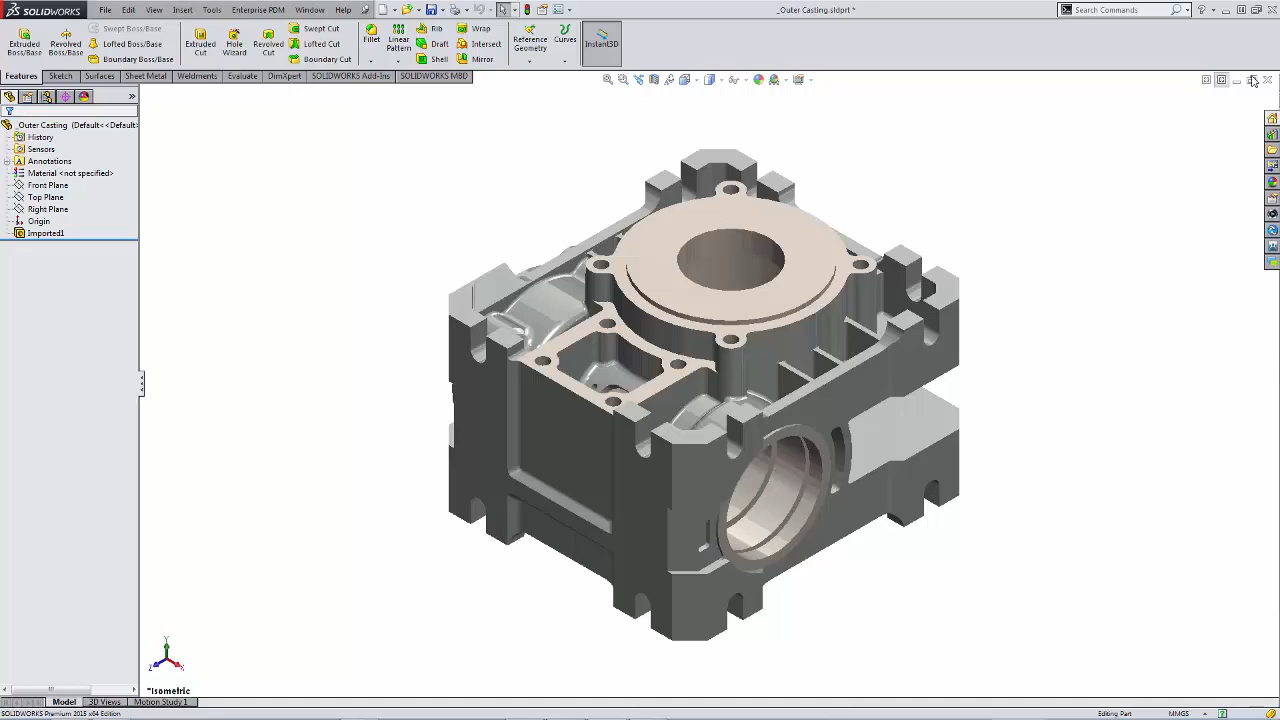 SOLIDWORKS File Edit View Insert Tools Enterprise PDM Window Help _Outer Casting.sldprt * Search Commands
Extruded Boss/Base
Revolved Boss/Base
Swept Boss/Base
Lofted Boss/Base
Boundary Boss/Base
Extruded Cut
Hole Wizard
Revolved Cut
Swept Cut
Lofted Cut
Boundary Cut
Fillet
Linear Pattern
Rib
Draft
Shell
Wrap
Intersect
Mirror
Reference Geometry
Curves
Instant3D
Features Sketch Surfaces Sheet Metal Weldments Evaluate DimXpert SOLIDWORKS Add-Ins SOLIDWORKS MBD
_Outer Casting (Default<<Default>
History
Sensors
Annotations
Material <not specified>
Front Plane
Top Plane
Right Plane
Origin
Imported1
Y
Z X
*Isometric
Model 3D Views Motion Study 1
SOLIDWORKS Premium 2015 x64 Edition Editing Part MMGS